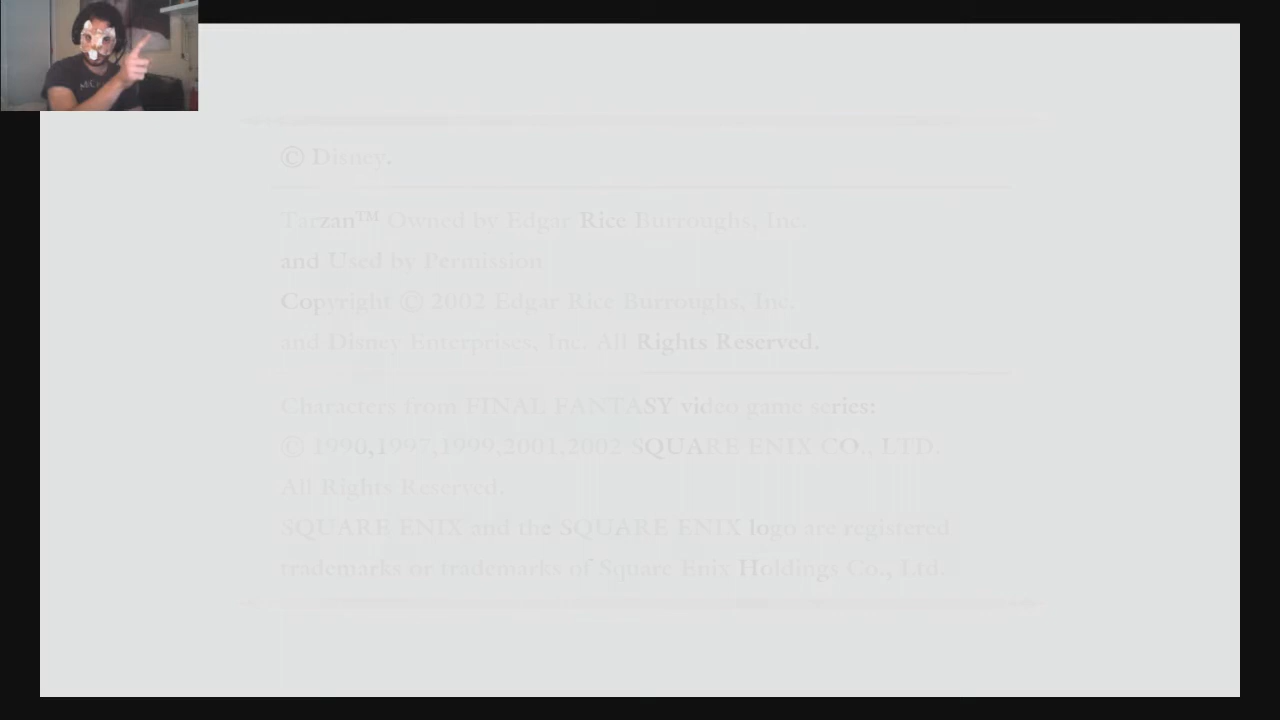 © Disney.
Tarzan™ Owned by Edgar Rice Burroughs, Inc.
and Used by Permission
Copyright © 2002 Edgar Rice Burroughs, Inc.
and Disney Enterprises, Inc. All Rights Reserved.
Characters from FINAL FANTASY video game series:
© 1990,1997,1999,2001,2002 SQUARE ENIX CO., LTD.
All Rights Reserved.
SQUARE ENIX and the SQUARE ENIX logo are registered
trademarks or trademarks of Square Enix Holdings Co., Ltd.